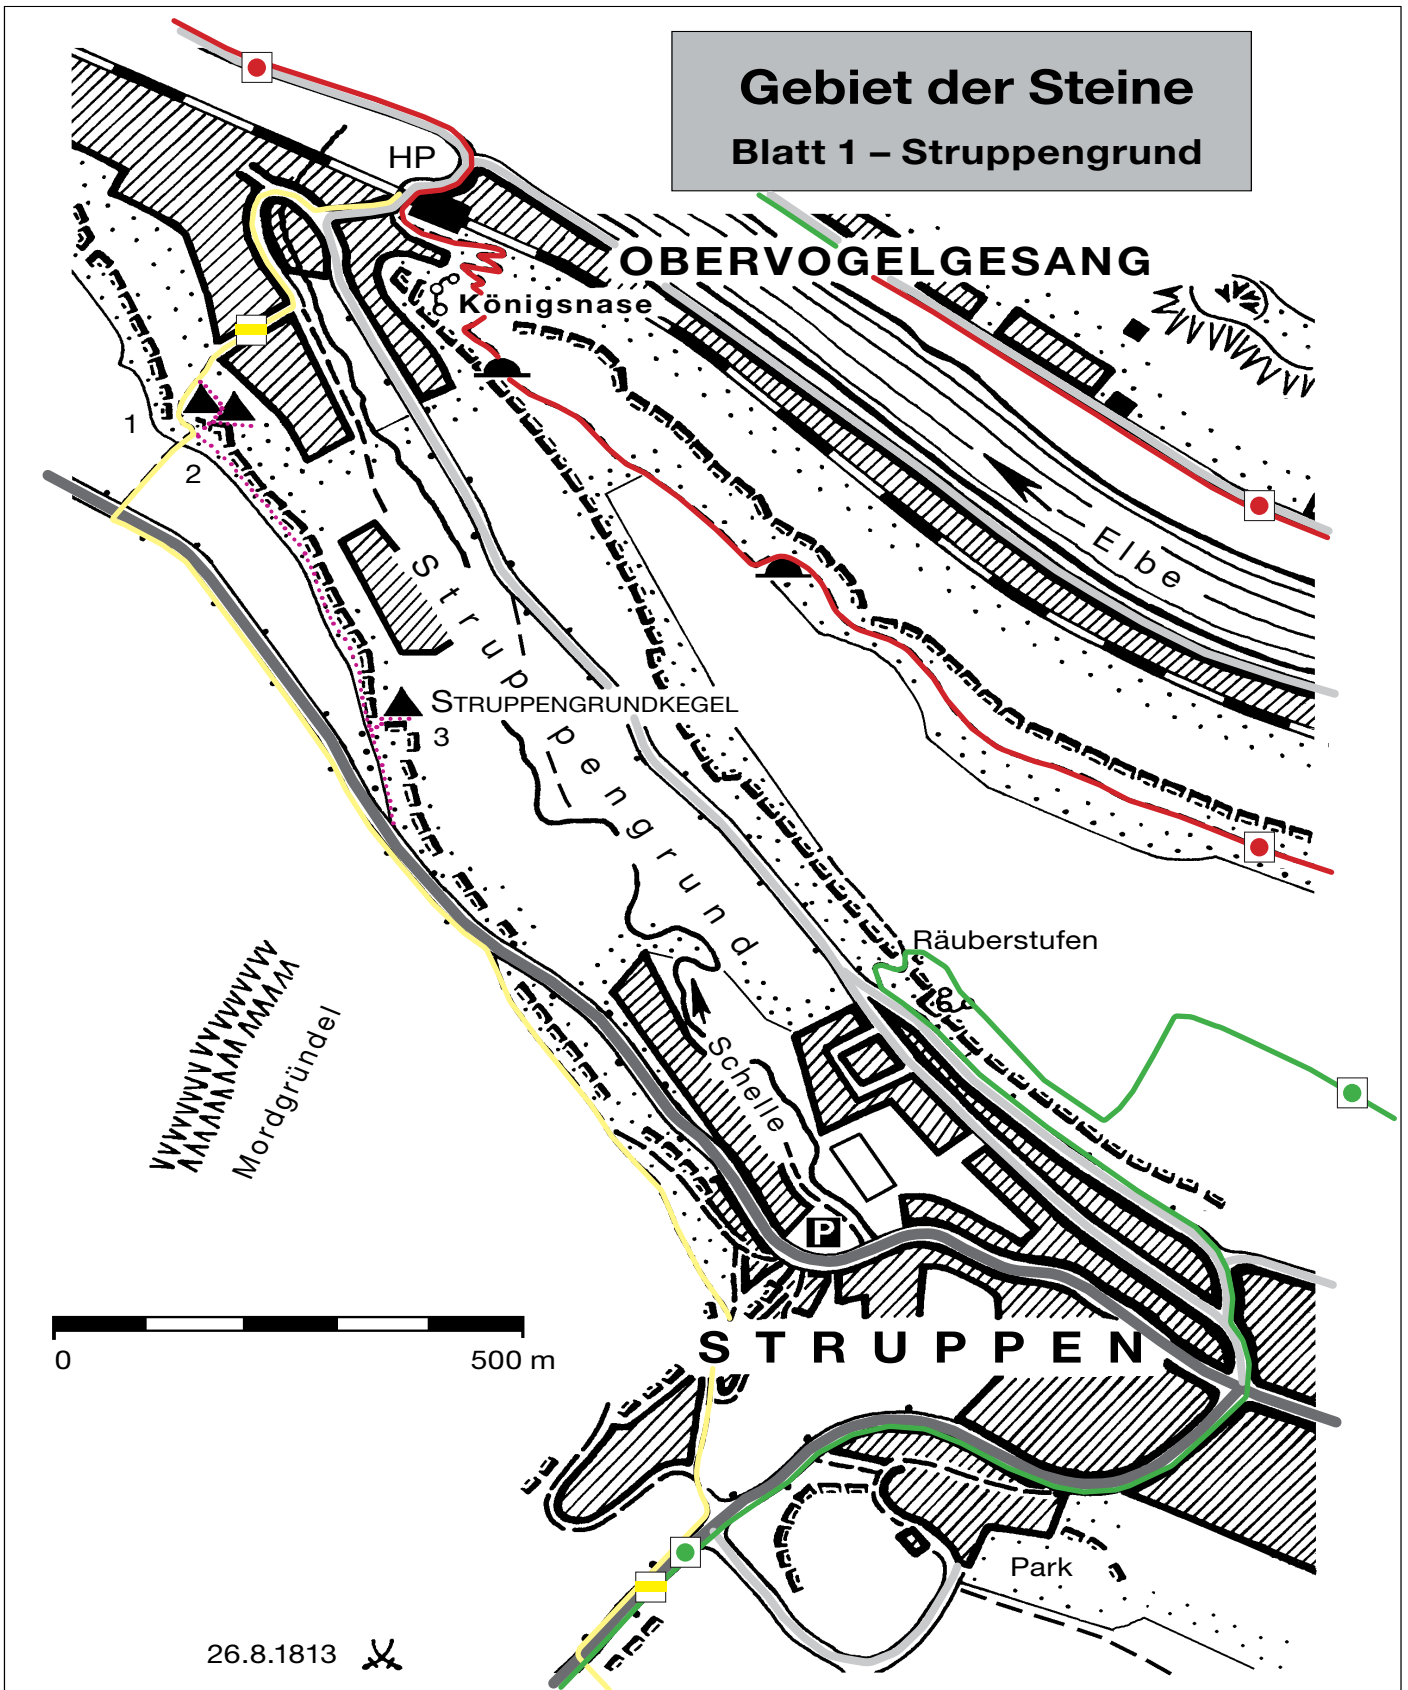 Gebiet der Steine
Blatt 1 – Struppengrund
HP
OBERVOGELGESANG
Königsnase
1
2
Elbe
Struppengrund
STRUPPENGRUNDKEGEL
3
Räuberstufen
Mordgründel
Schelle
P
0
500 m
STRUPPEN
Park
26.8.1813